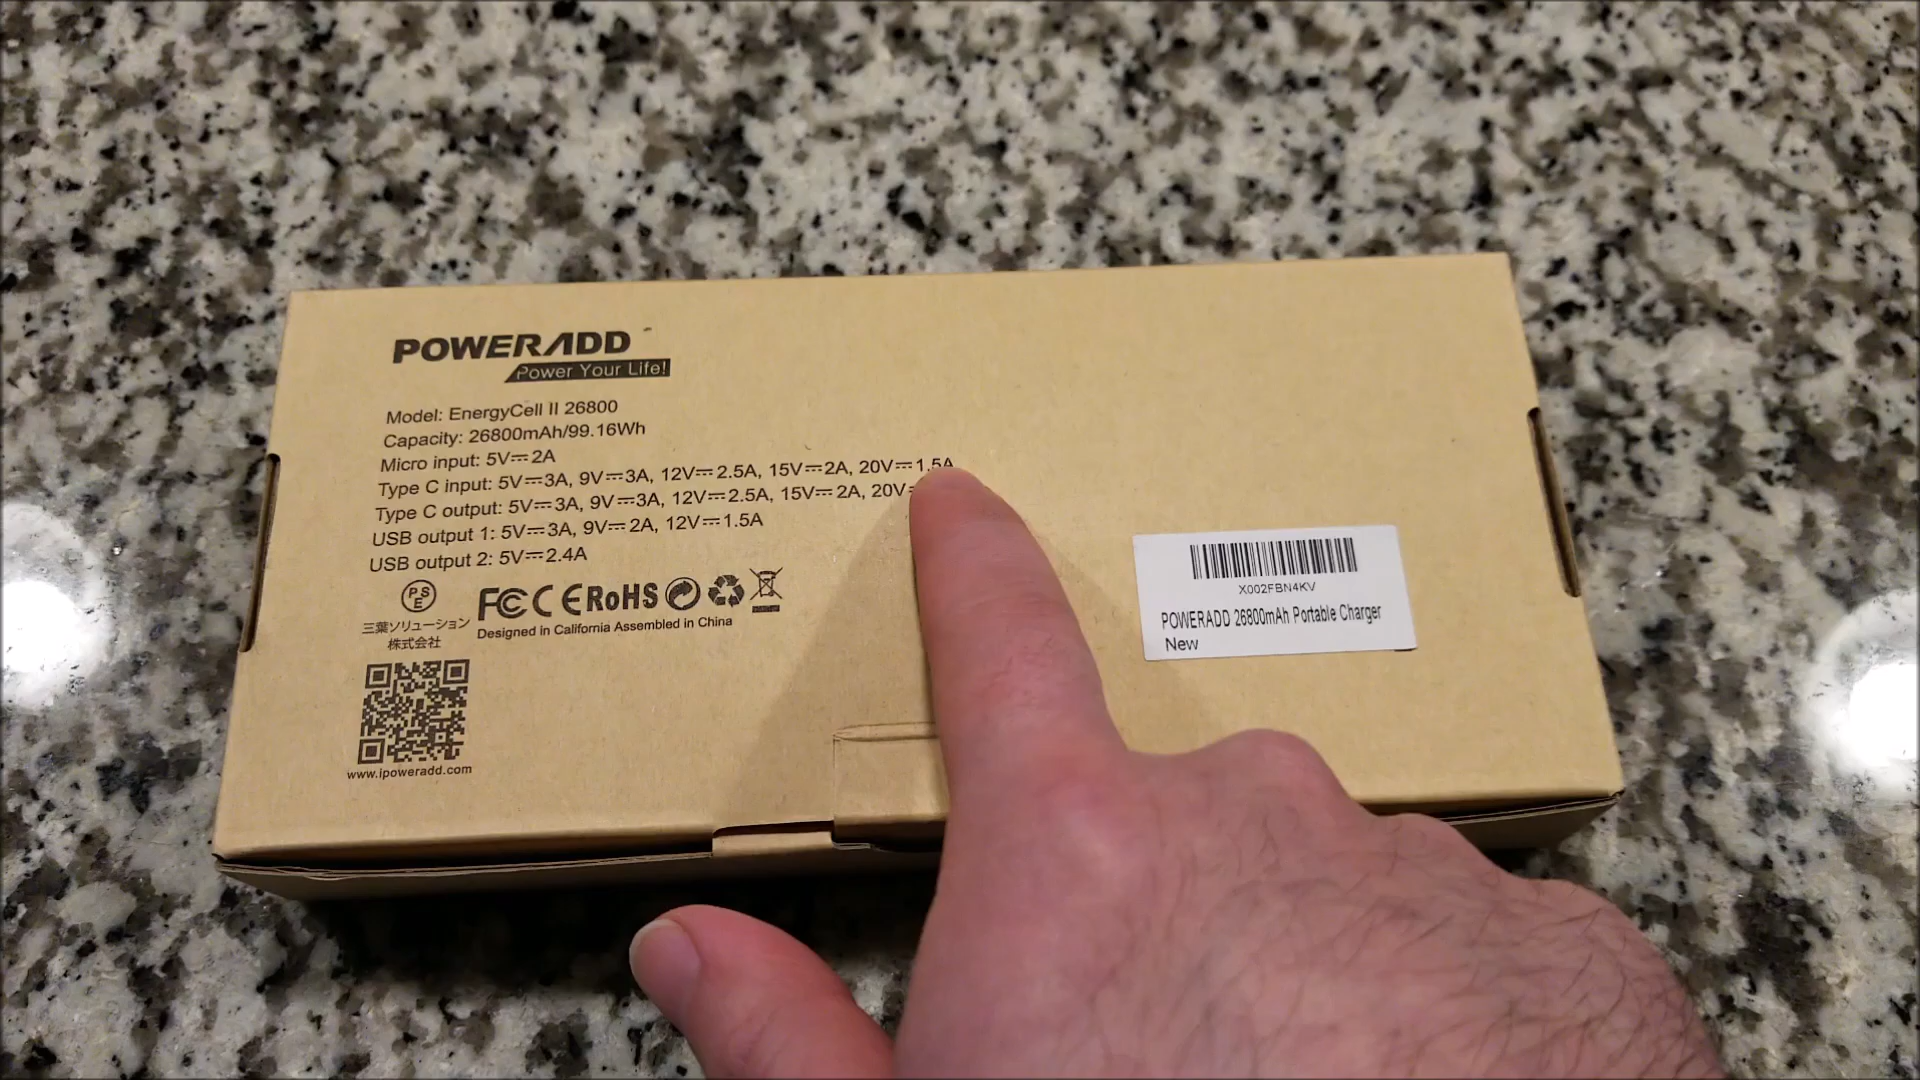 POWERADD
Power Your Life!
Model: EnergyCell II 26800
Capacity: 26800mAh/99.16Wh
Micro input: 5V⎓2A
Type C input: 5V⎓3A, 9V⎓3A, 12V⎓2.5A, 15V⎓2A, 20V⎓1.5A
Type C output: 5V⎓3A, 9V⎓3A, 12V⎓2.5A, 15V⎓2A, 20V
USB output 1: 5V⎓3A, 9V⎓2A, 12V⎓1.5A
USB output 2: 5V⎓2.4A
PSE
FC CE RoHS
三葉ソリューション
株式会社
Designed in California Assembled in China
www.ipoweradd.com
X002FBN4KV
POWERADD 26800mAh Portable Charger
New